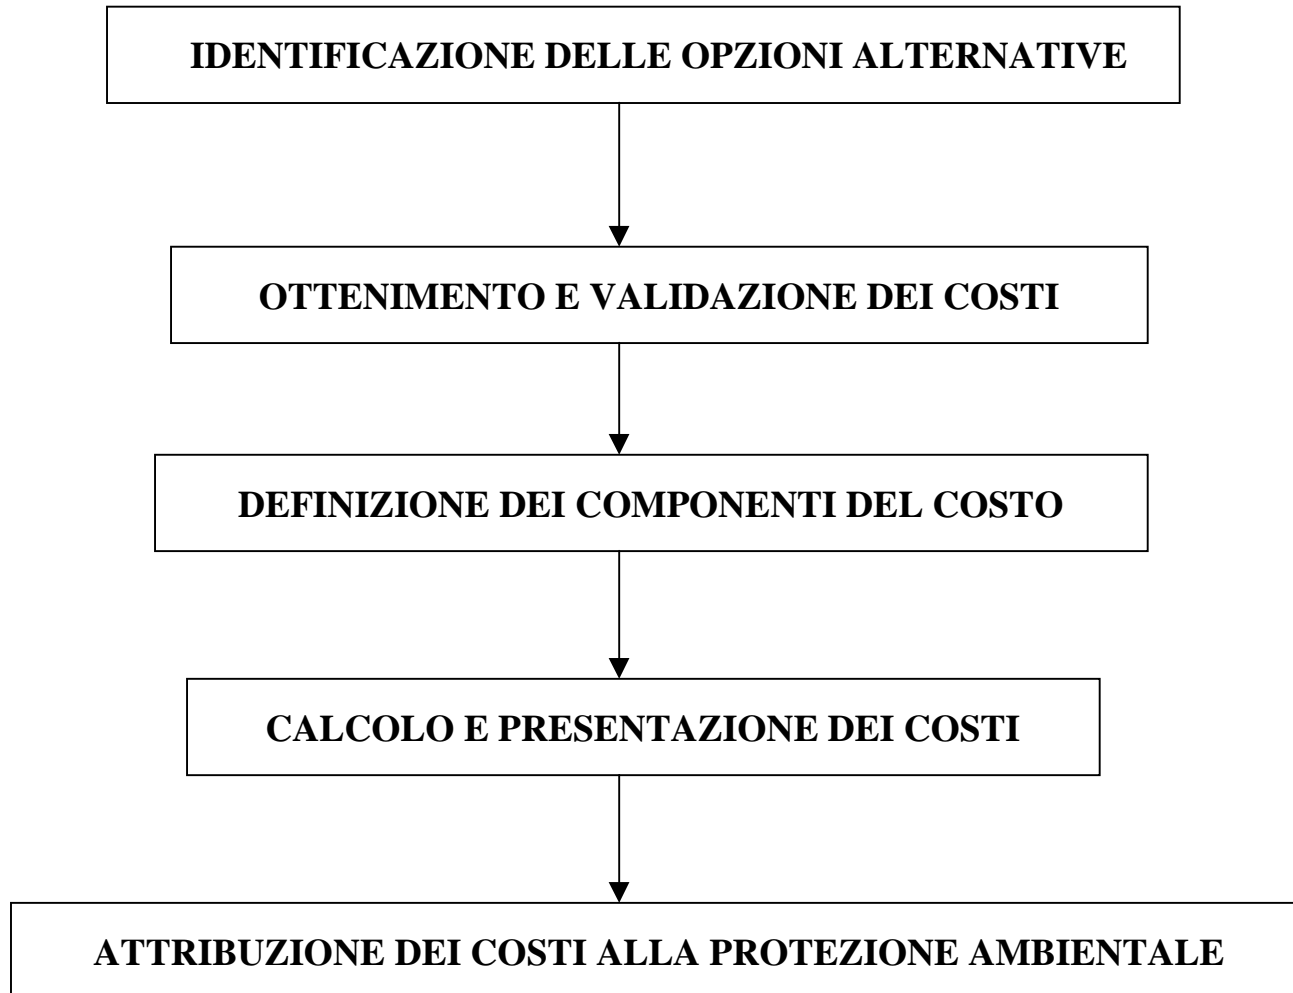 IDENTIFICAZIONE DELLE OPZIONI ALTERNATIVE
OTTENIMENTO E VALIDAZIONE DEI COSTI
DEFINIZIONE DEI COMPONENTI DEL COSTO
CALCOLO E PRESENTAZIONE DEI COSTI
ATTRIBUZIONE DEI COSTI ALLA PROTEZIONE AMBIENTALE